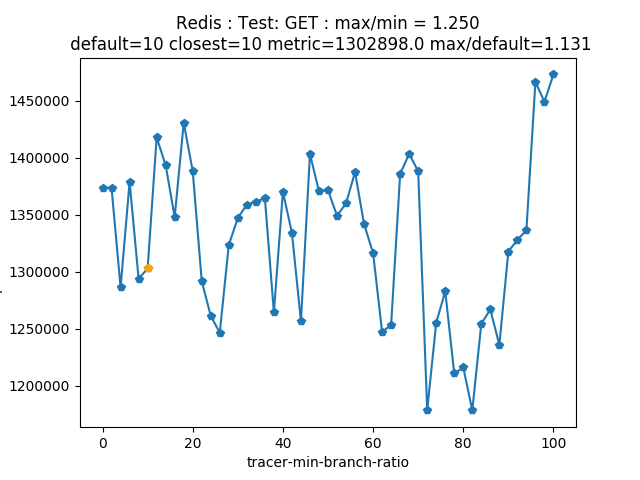 Redis : Test: GET : max/min = 1.250
default=10 closest=10 metric=1302898.0 max/default=1.131
1450000
1400000
1350000
1300000
1250000
1200000
0 20 40 60 80 100
tracer-min-branch-ratio